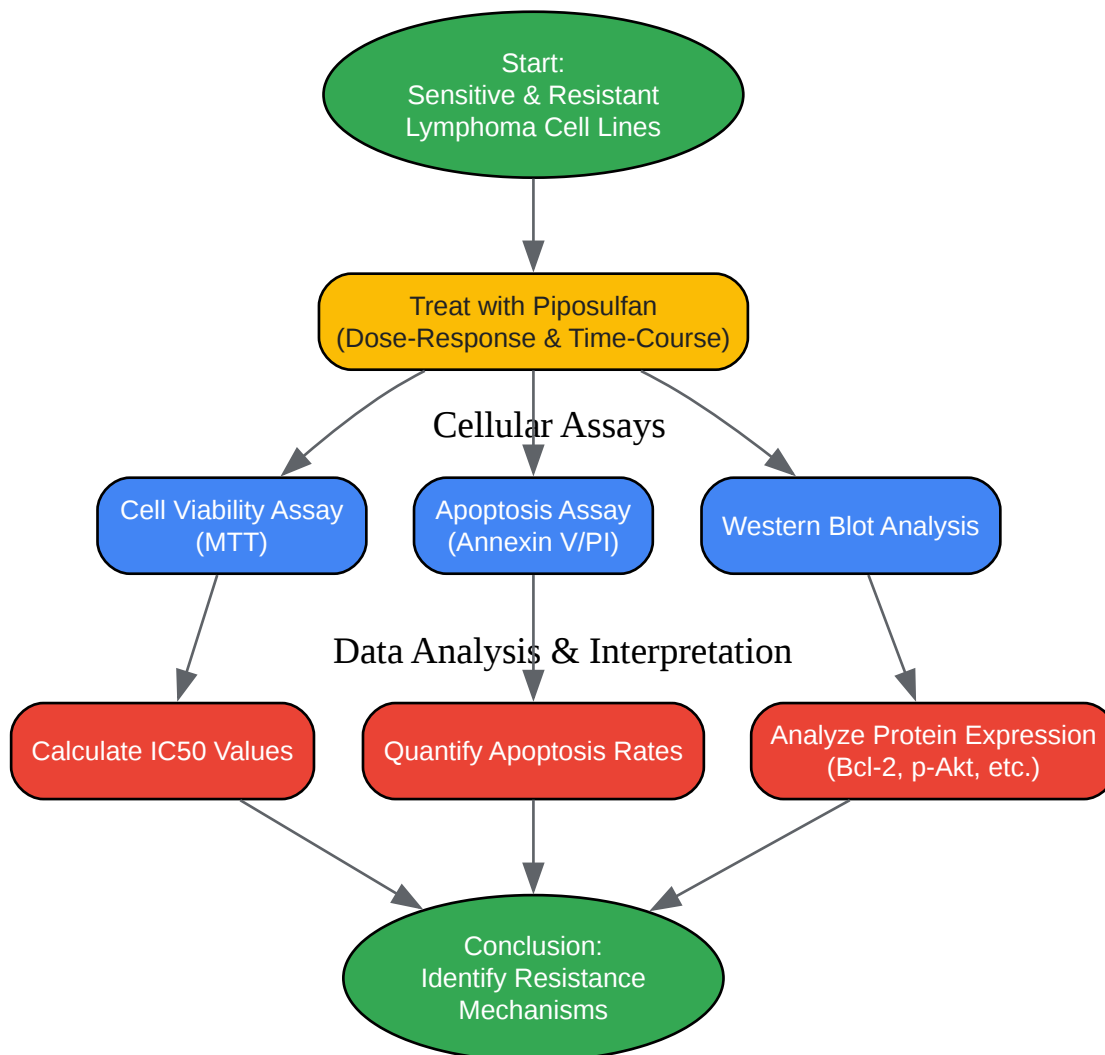 Start:
Sensitive & Resistant
Lymphoma Cell Lines
Treat with Piposulfan
(Dose-Response & Time-Course)
Cellular Assays
Cell Viability Assay
(MTT)
Apoptosis Assay
(Annexin V/PI)
Western Blot Analysis
Data Analysis & Interpretation
Calculate IC50 Values
Quantify Apoptosis Rates
Analyze Protein Expression
(Bcl-2, p-Akt, etc.)
Conclusion:
Identify Resistance
Mechanisms